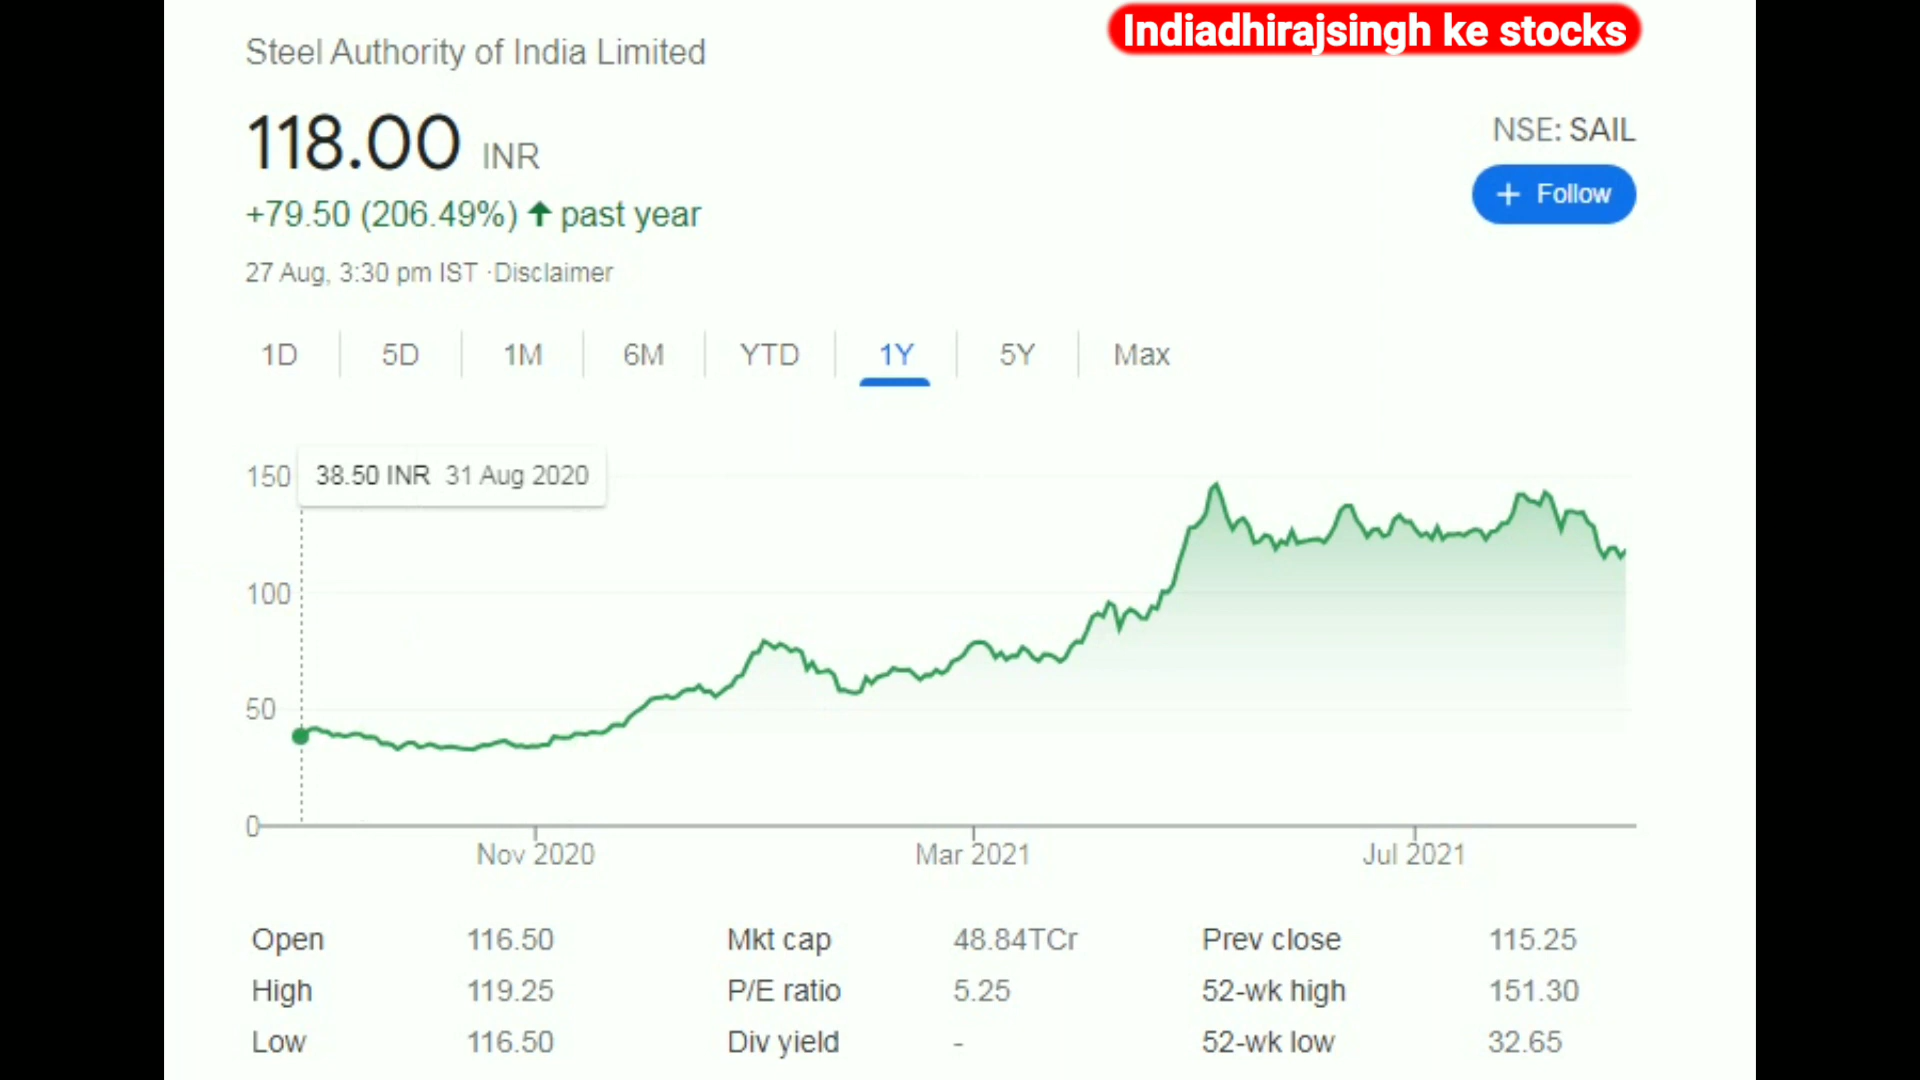 Indiadhirajsingh ke stocks
Steel Authority of India Limited
118.00 INR
NSE: SAIL
+ Follow
+79.50 (206.49%) ↑ past year
27 Aug, 3:30 pm IST ·Disclaimer
1D 5D 1M 6M YTD 1Y 5Y Max
38.50 INR 31 Aug 2020
150
100
50
0
Nov 2020 Mar 2021 Jul 2021
Open 116.50 Mkt cap 48.84TCr Prev close 115.25
High 119.25 P/E ratio 5.25 52-wk high 151.30
Low 116.50 Div yield - 52-wk low 32.65